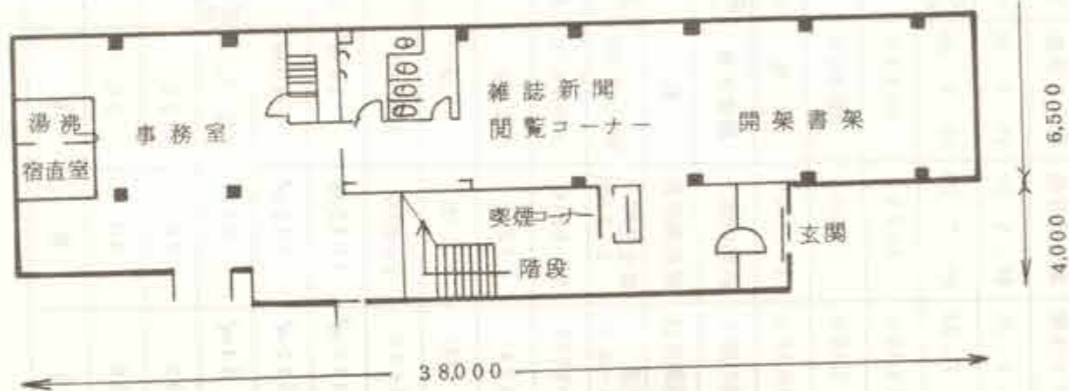 湯沸
宿直室
事務室
雑誌新聞
閲覧コーナー
開架書架
喫煙コーナー
階段
玄関
6,500
4,000
38,000